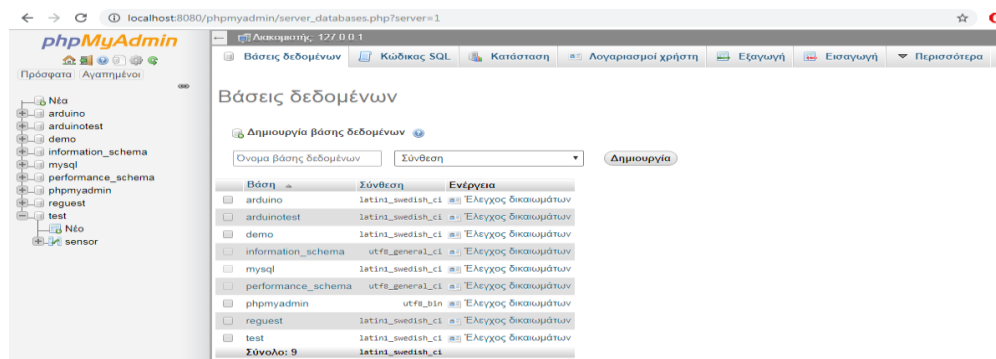 localhost:8080/phpmyadmin/server_databases.php?server=1
phpMyAdmin
Πρόσφατα Αγαπημένοι
Νέα
arduino
arduinotest
demo
information_schema
mysql
performance_schema
phpmyadmin
reguest
test
Νέο
sensor
Διακομιστής: 127.0.0.1
Βάσεις δεδομένων Κώδικας SQL Κατάσταση Λογαριασμοί χρήστη Εξαγωγή Εισαγωγή Περισσότερα
Βάσεις δεδομένων
Δημιουργία βάσης δεδομένων
Όνομα βάσης δεδομένων Σύνθεση Δημιουργία
Βάση Σύνθεση Ενέργεια
arduino latin1_swedish_ci Έλεγχος δικαιωμάτων
arduinotest latin1_swedish_ci Έλεγχος δικαιωμάτων
demo latin1_swedish_ci Έλεγχος δικαιωμάτων
information_schema utf8_general_ci Έλεγχος δικαιωμάτων
mysql latin1_swedish_ci Έλεγχος δικαιωμάτων
performance_schema utf8_general_ci Έλεγχος δικαιωμάτων
phpmyadmin utf8_bin Έλεγχος δικαιωμάτων
reguest latin1_swedish_ci Έλεγχος δικαιωμάτων
test latin1_swedish_ci Έλεγχος δικαιωμάτων
Σύνολο: 9 latin1_swedish_ci